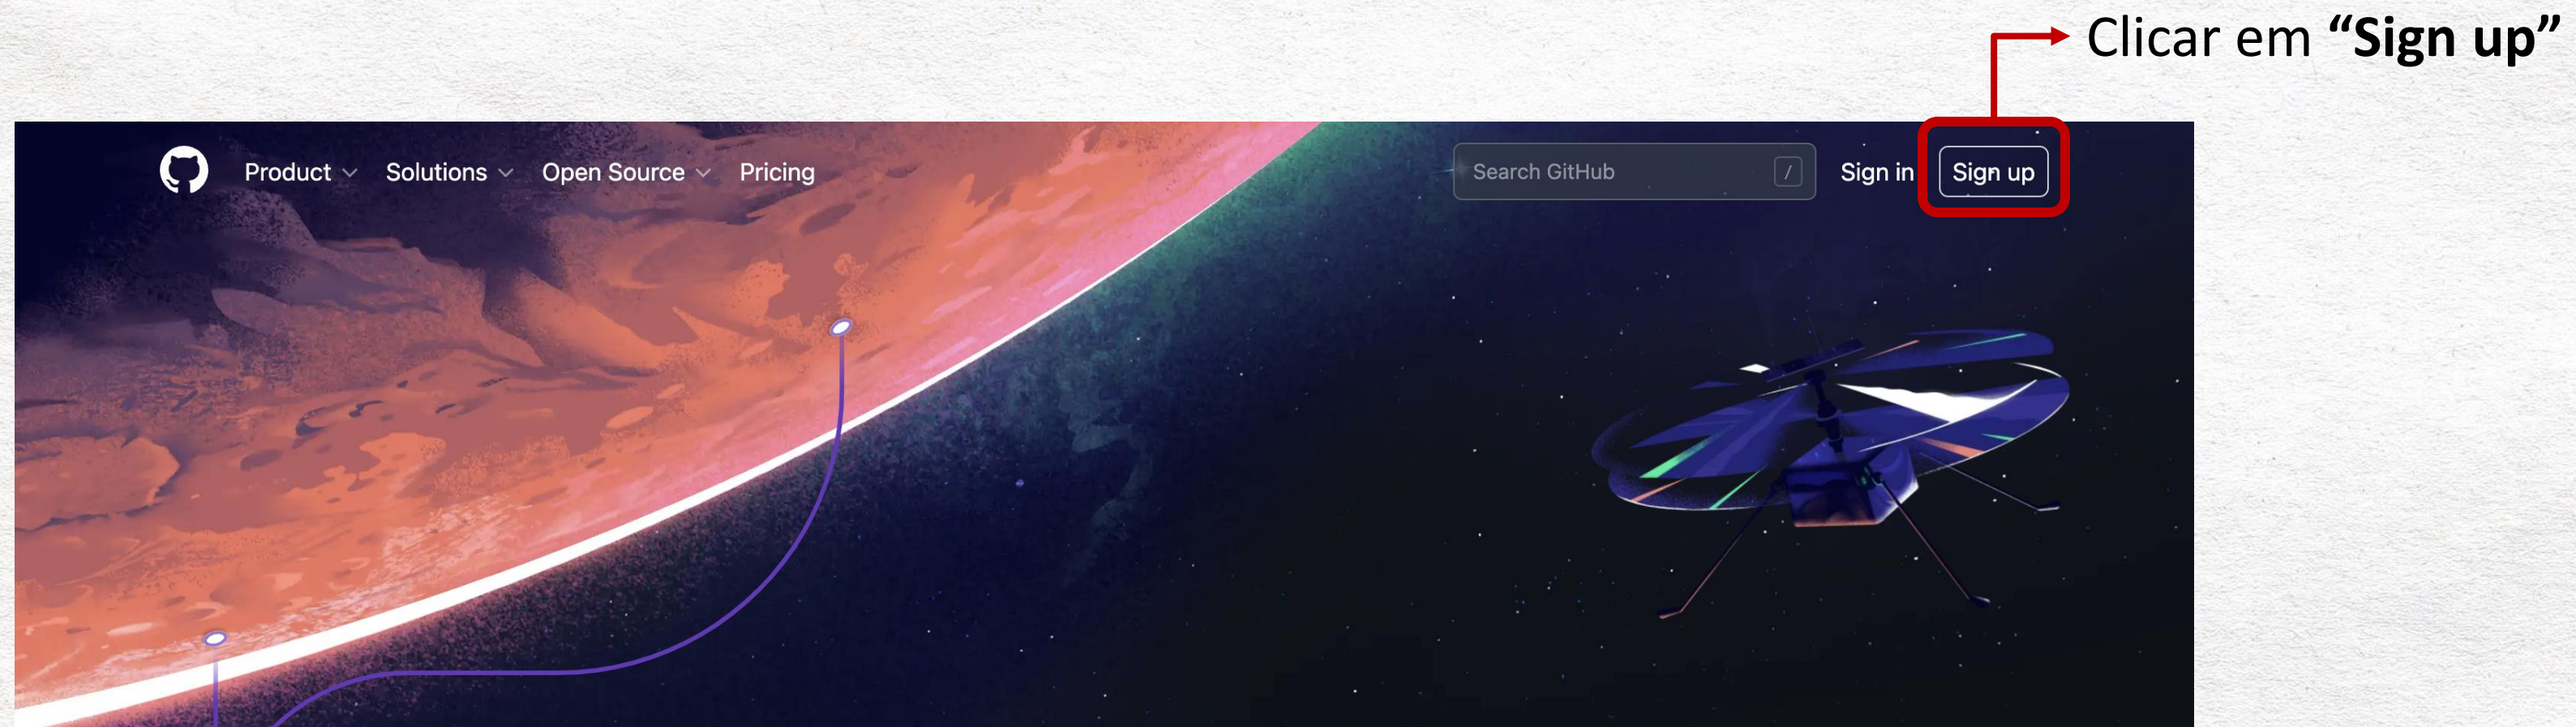 Clicar em “Sign up”
Product Solutions Open Source Pricing Search GitHub / Sign in Sign up